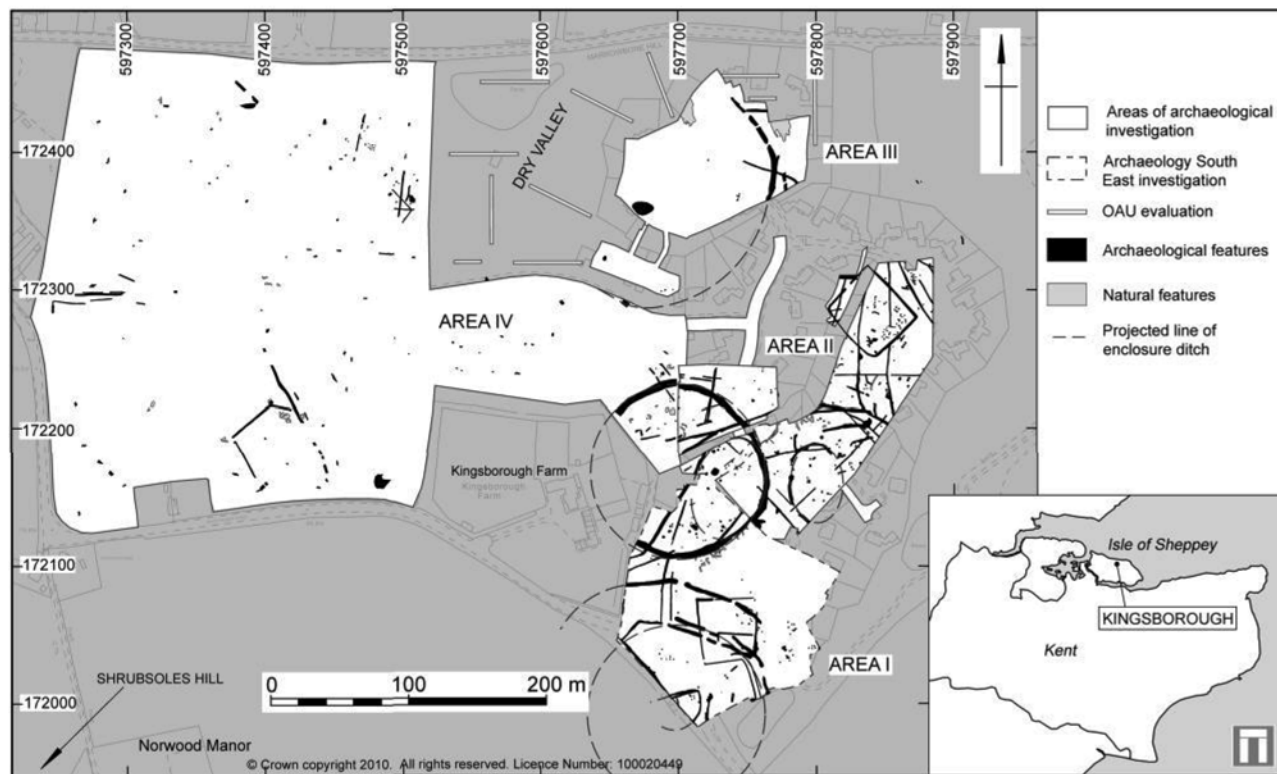 597300
597400
597500
597600
597700
597800
597900
172400
172300
172200
172100
172000
DRY VALLEY
AREA III
AREA IV
AREA II
Kingsborough Farm
Kingsborough
Farm
AREA I
SHRUBSOLES HILL
0 100 200 m
Norwood Manor
© Crown copyright 2010. All rights reserved. Licence Number: 100020449
Areas of archaeological
investigation
Archaeology South
East investigation
OAU evaluation
Archaeological features
Natural features
Projected line of
enclosure ditch
Isle of Sheppey
KINGSBOROUGH
Kent